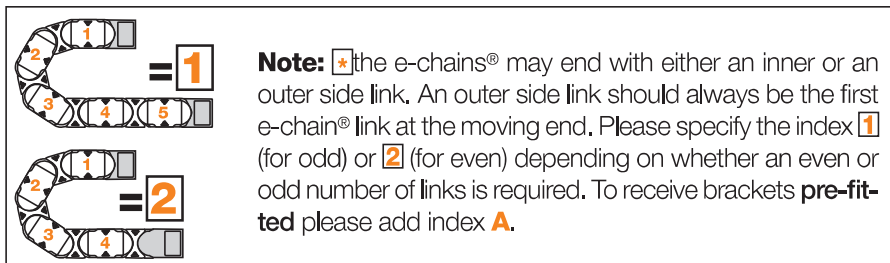 1
2
= 1
3
4
5
1
2
= 2
3
4
Note: * the e-chains® may end with either an inner or an
outer side link. An outer side link should always be the first
e-chain® link at the moving end. Please specify the index 1
(for odd) or 2 (for even) depending on whether an even or
odd number of links is required. To receive brackets pre-fit-
ted please add index A.